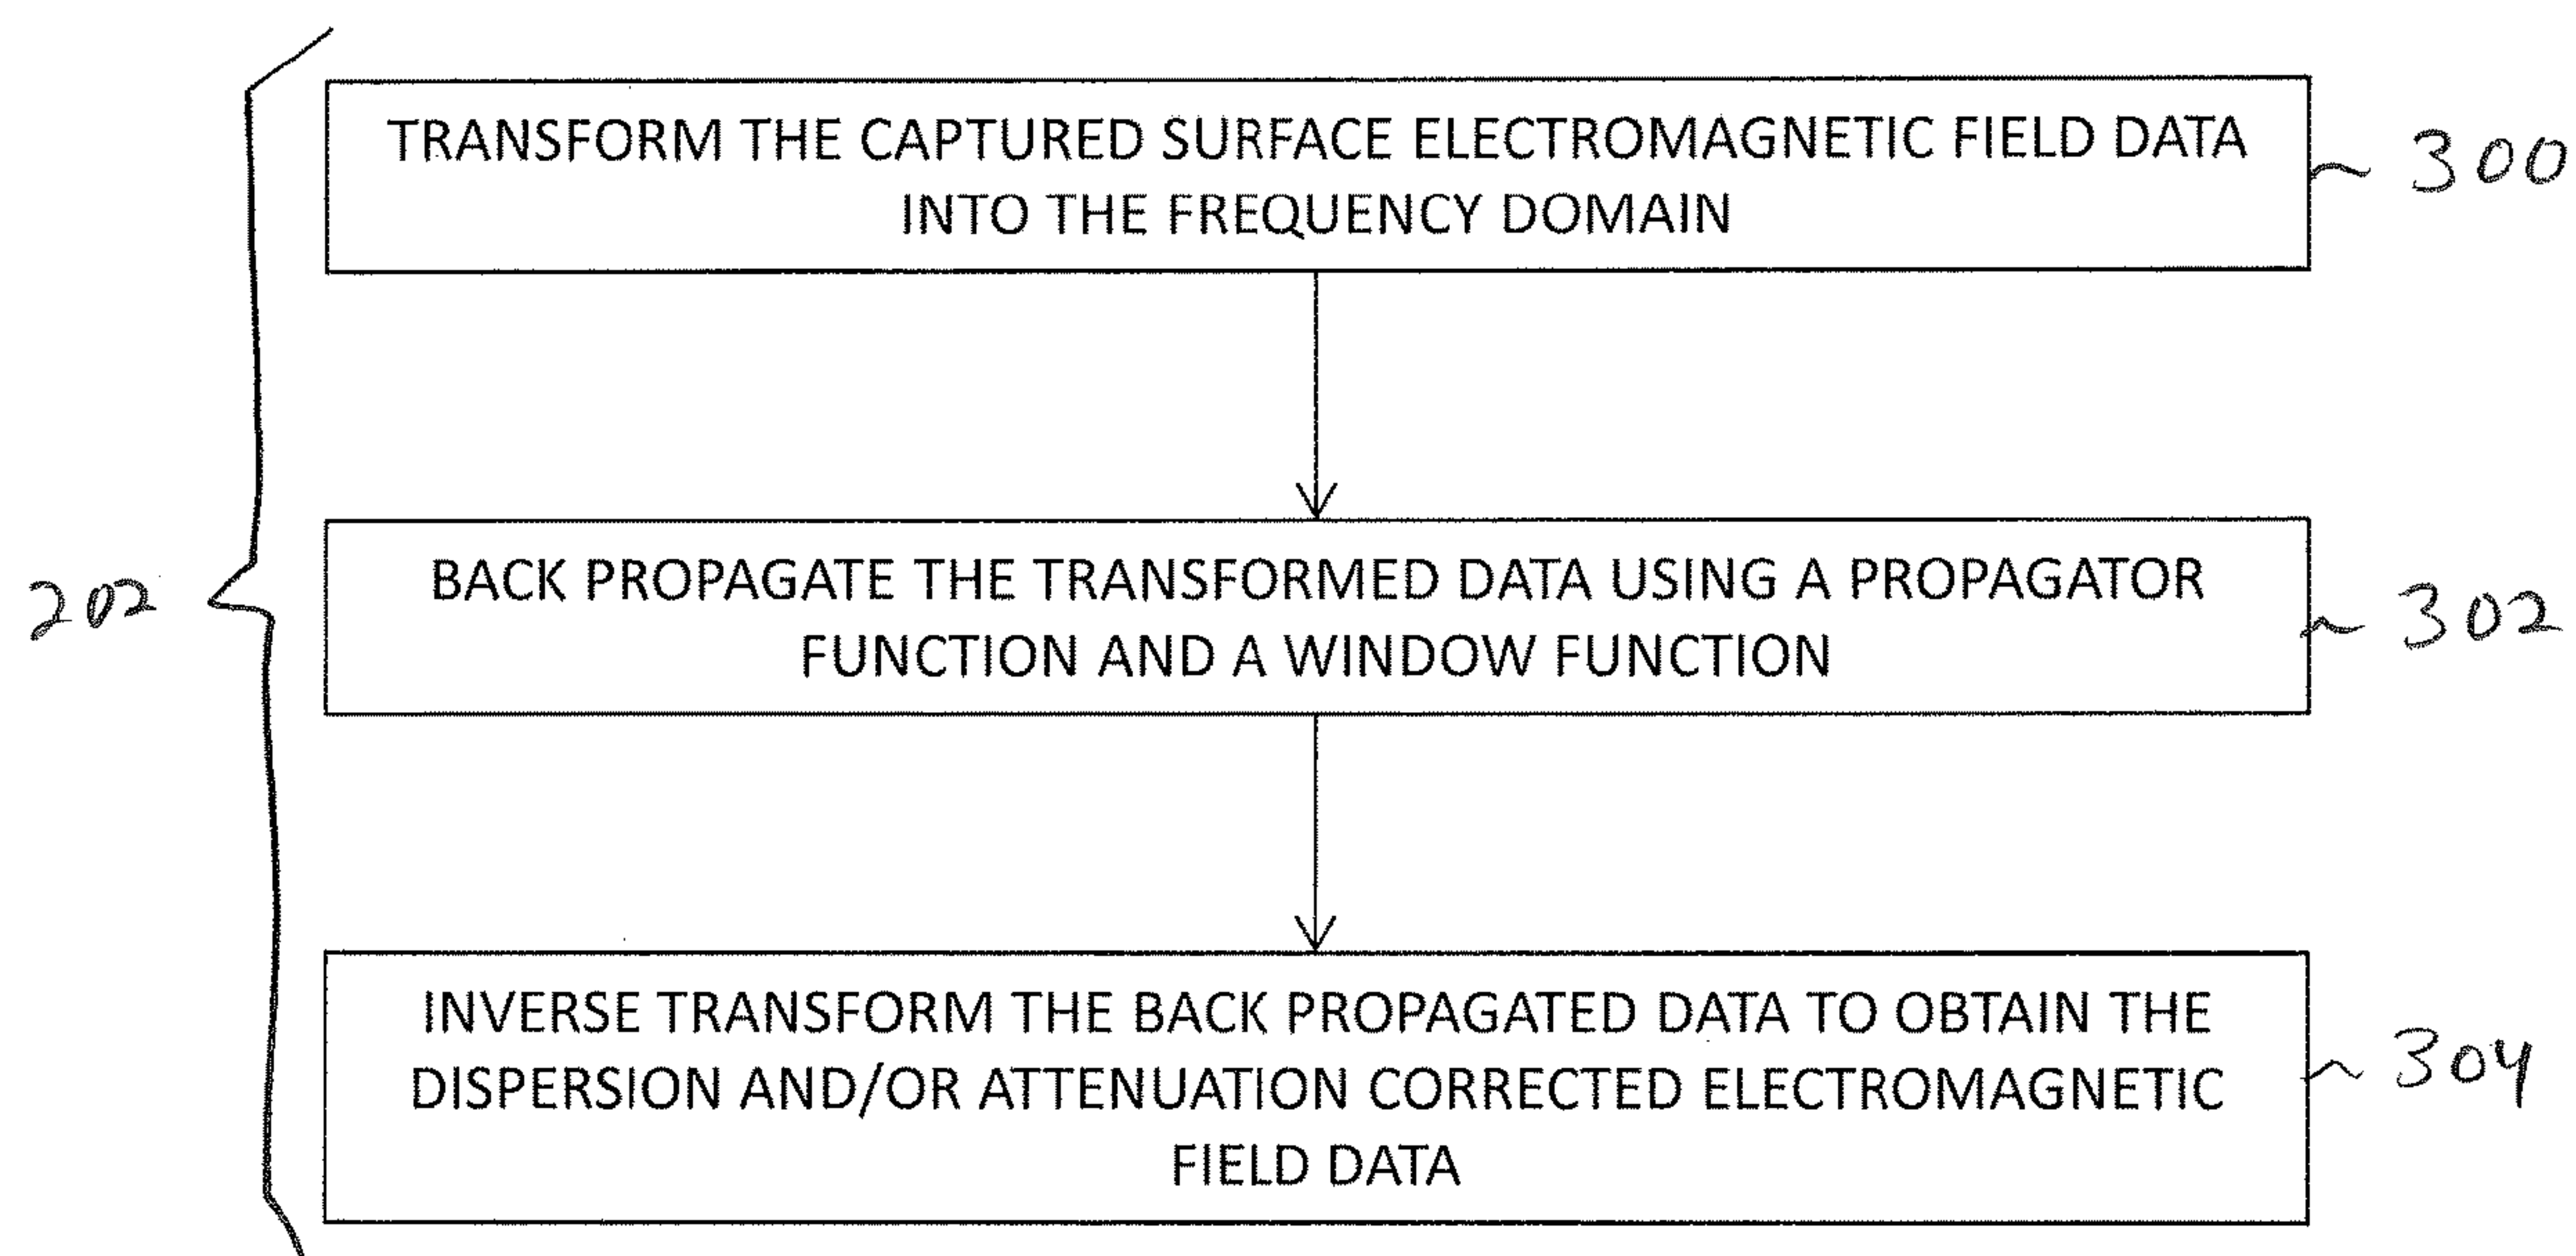 TRANSFORM THE CAPTURED SURFACE ELECTROMAGNETIC FIELD DATA
INTO THE FREQUENCY DOMAIN
300
BACK PROPAGATE THE TRANSFORMED DATA USING A PROPAGATOR
FUNCTION AND A WINDOW FUNCTION
302
202
INVERSE TRANSFORM THE BACK PROPAGATED DATA TO OBTAIN THE
DISPERSION AND/OR ATTENUATION CORRECTED ELECTROMAGNETIC
FIELD DATA
304